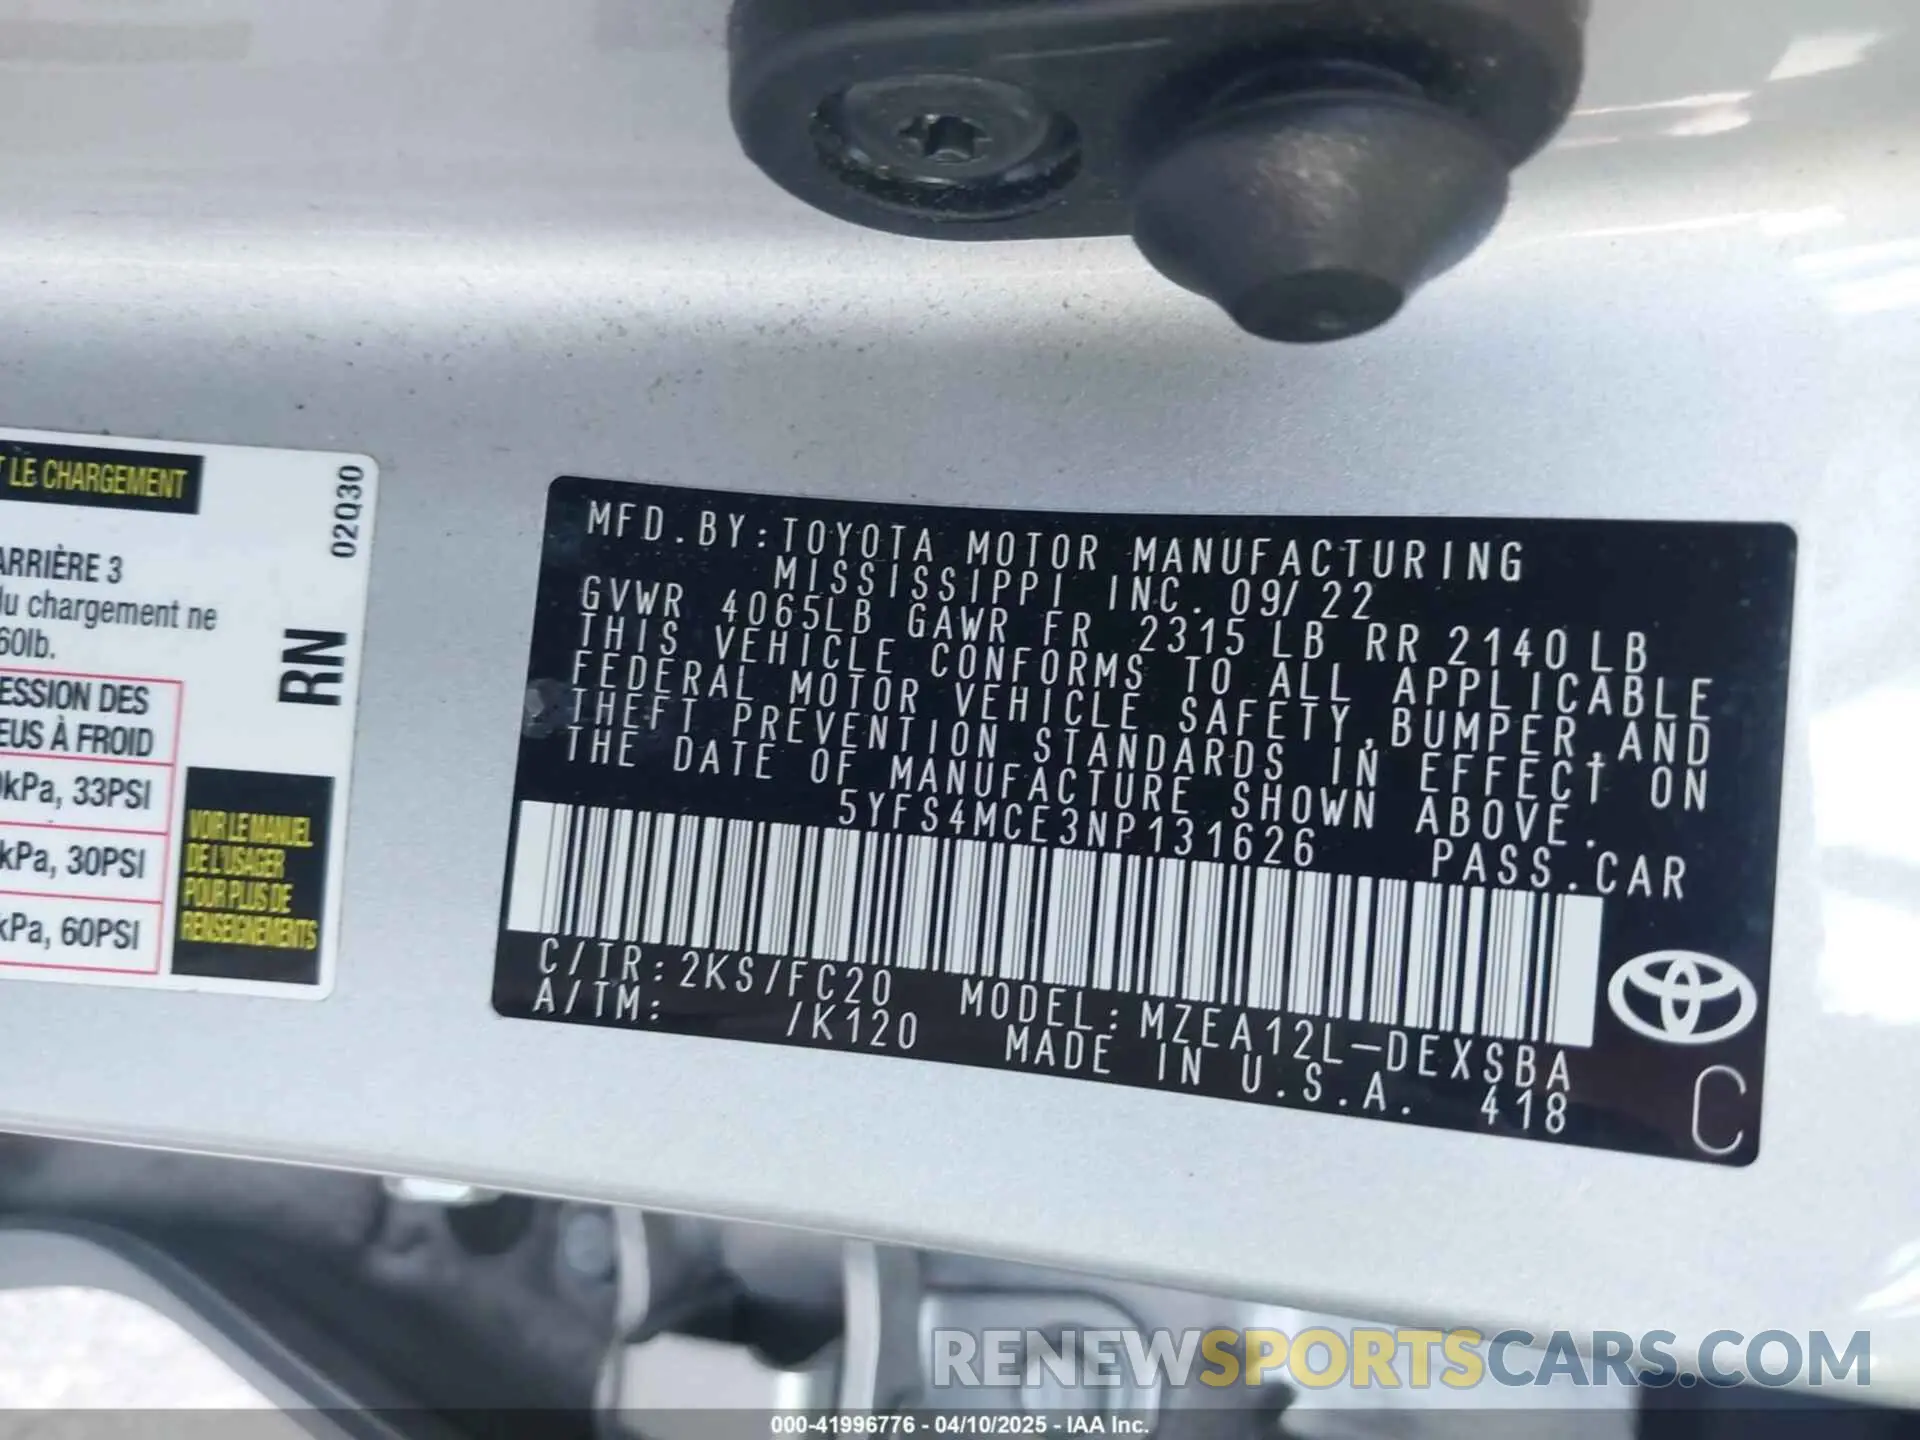 T LE CHARGEMENT
02Q30
ARRIÈRE 3
du chargement ne
60lb.
RN
ESSION DES
EUS À FROID
0kPa, 33PSI
kPa, 30PSI
kPa, 60PSI
VOIR LE MANUEL
DE L'USAGER
POUR PLUS DE
RENSEIGNEMENTS
MFD.BY:TOYOTA MOTOR MANUFACTURING
MISSISSIPPI INC. 09/22
GVWR 4065LB GAWR FR 2315LB RR 2140LB
THIS VEHICLE CONFORMS TO ALL APPLICABLE
FEDERAL MOTOR VEHICLE SAFETY,BUMPER,AND
THEFT PREVENTION STANDARDS IN EFFECT ON
THE DATE OF MANUFACTURE SHOWN ABOVE.
5YFS4MCE3NP131626 PASS.CAR
C/TR:2KS/FC20 MODEL:MZEA12L-DEXSBA
A/TM: /K120 MADE IN U.S.A. 418
C
RENEWSPORTSCARS.COM
000-41996776 - 04/10/2025 - IAA Inc.